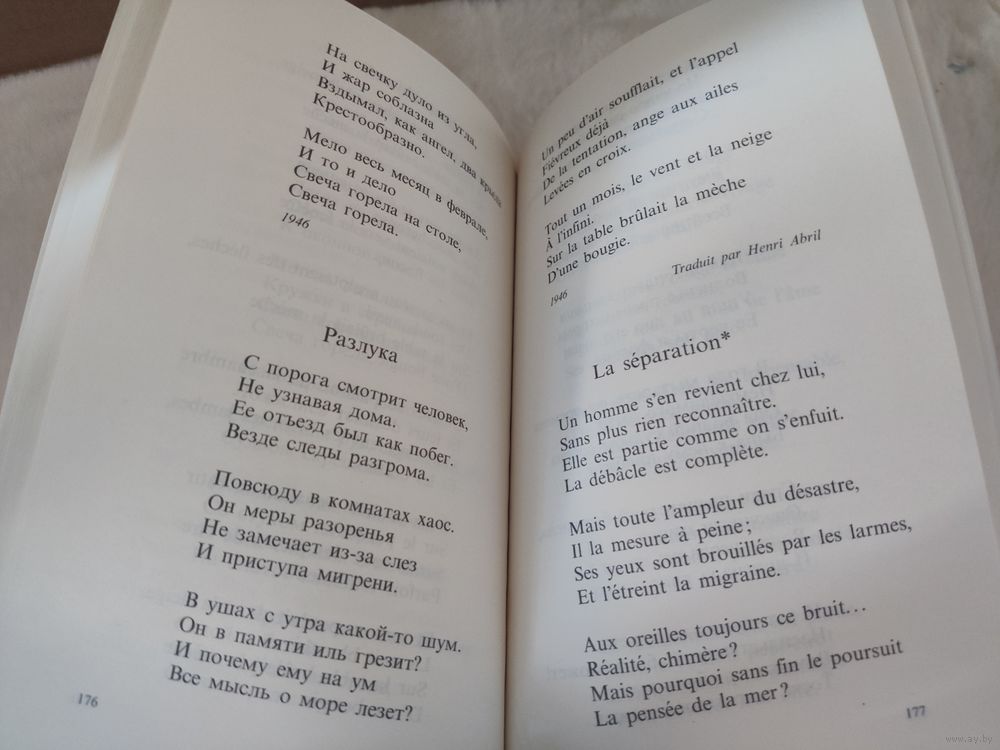 На свечку дуло из угла,
И жар соблазна
Вздымал, как ангел, два крыла
Крестообразно.
Мело весь месяц в феврале,
И то и дело
Свеча горела на столе,
Свеча горела.
1946
Разлука
С порога смотрит человек,
Не узнавая дома.
Ее отъезд был как побег.
Везде следы разгрома.
Повсюду в комнатах хаос.
Он меры разоренья
Не замечает из-за слез
И приступа мигрени.
В ушах с утра какой-то шум.
Он в памяти иль грезит?
И почему ему на ум
Все мысль о море лезет?
176
Un peu d'air soufflait, et l'appel
Fiévreux déjà
De la tentation, ange aux ailes
Levées en croix.
Tout un mois, le vent et la neige
À l'infini.
Sur la table brûlait la mèche
D'une bougie.
Traduit par Henri Abril
1946
La séparation*
Un homme s'en revient chez lui,
Sans plus rien reconnaître.
Elle est partie comme on s'enfuit.
La débâcle est complète.
Mais toute l'ampleur du désastre,
Il la mesure à peine;
Ses yeux sont brouillés par les larmes,
Et l'étreint la migraine.
Aux oreilles toujours ce bruit...
Réalité, chimère?
Mais pourquoi sans fin le poursuit
La pensée de la mer?
177
www.ay.by